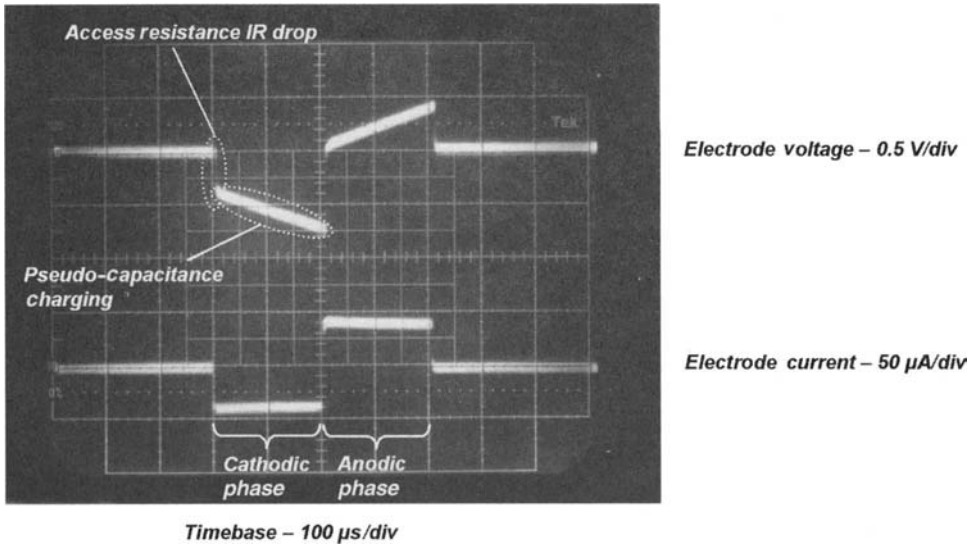 Access resistance IR drop
Tek
Electrode voltage – 0.5 V/div
Pseudo-capacitance
charging
Electrode current – 50 µA/div
Cathodic
phase
Anodic
phase
Timebase – 100 µs/div